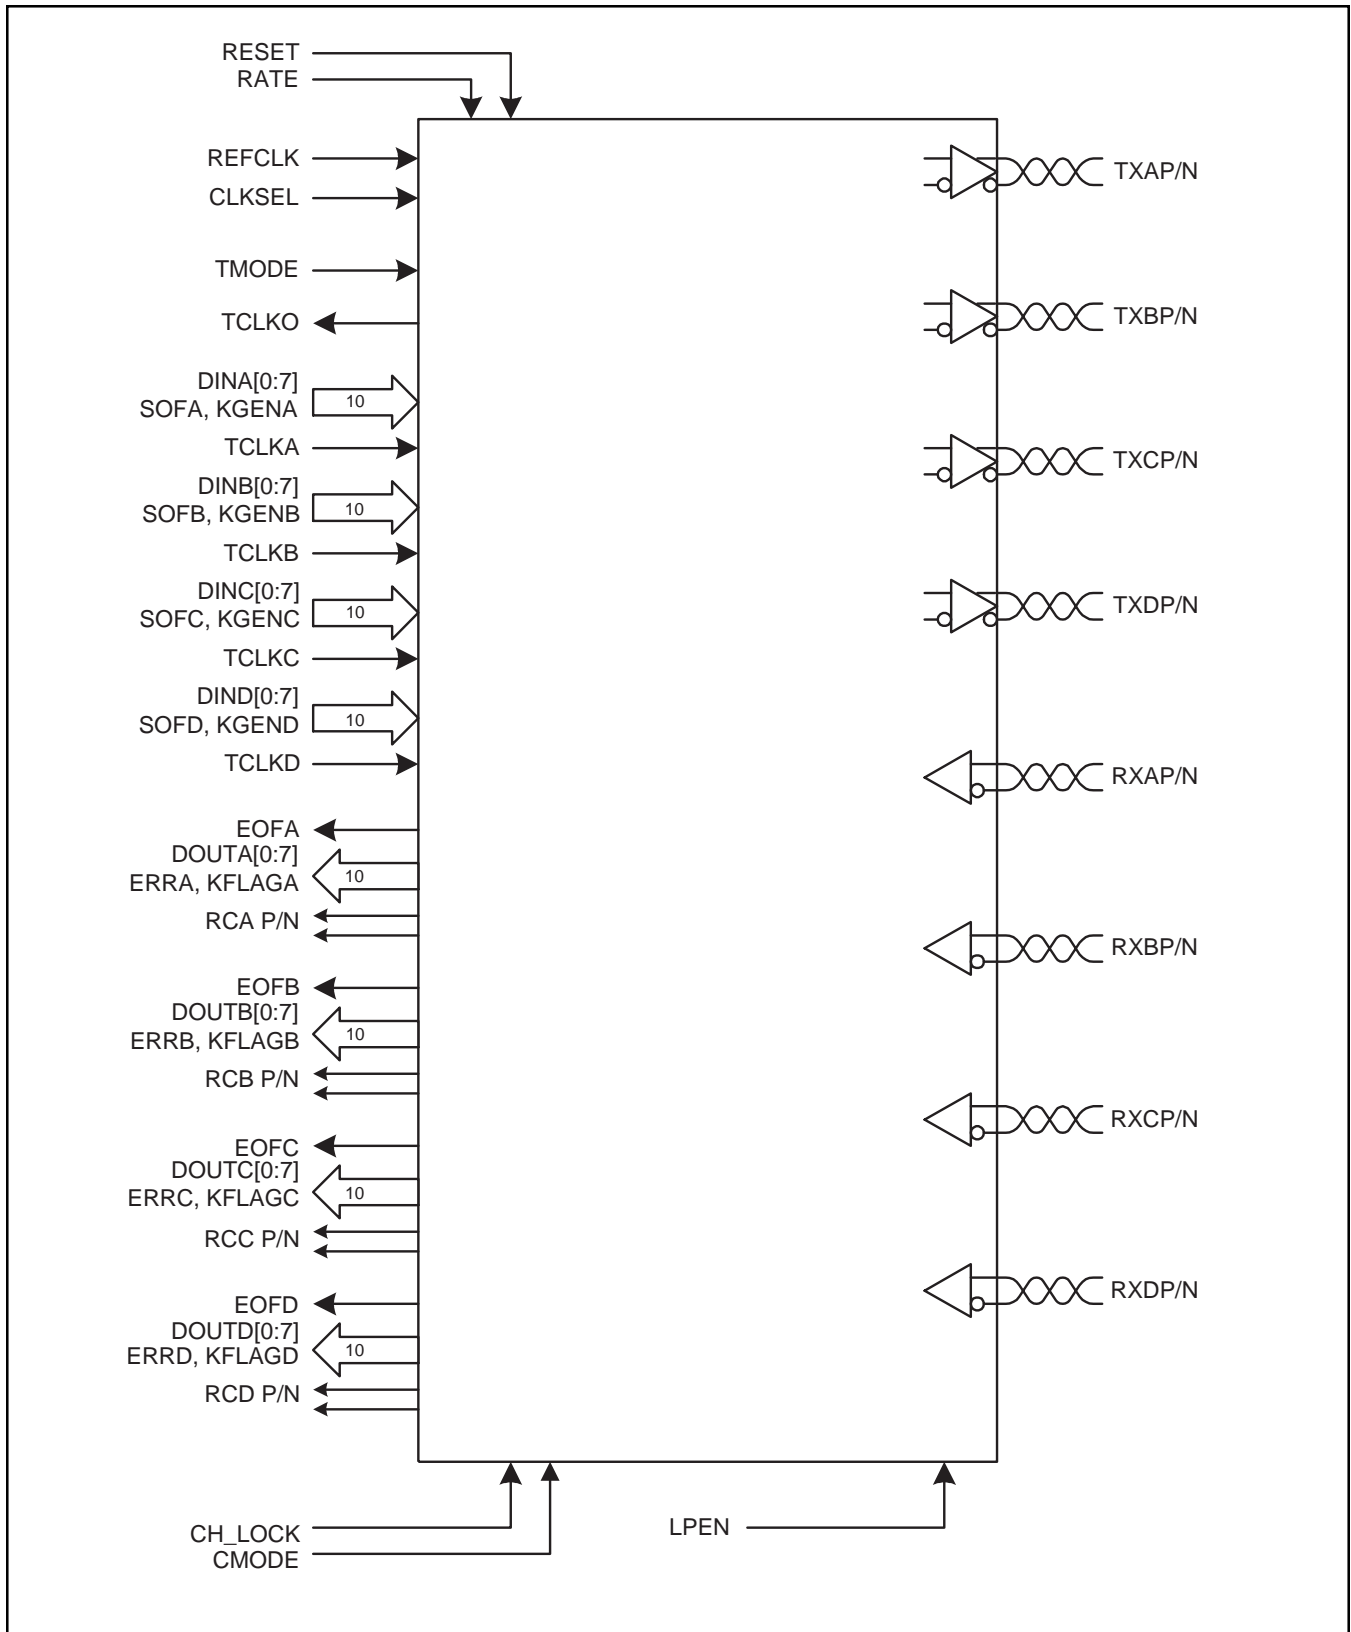 RESET
RATE
REFCLK
CLKSEL
TMODE
TCLKO
DINA[0:7]
SOFA, KGENA
10
TCLKA
DINB[0:7]
SOFB, KGENB
10
TCLKB
DINC[0:7]
SOFC, KGENC
10
TCLKC
DIND[0:7]
SOFD, KGEND
10
TCLKD
EOFA
DOUTA[0:7]
ERRA, KFLAGA
10
RCA P/N
EOFB
DOUTB[0:7]
ERRB, KFLAGB
10
RCB P/N
EOFC
DOUTC[0:7]
ERRC, KFLAGC
10
RCC P/N
EOFD
DOUTD[0:7]
ERRD, KFLAGD
10
RCD P/N
TXAP/N
TXBP/N
TXCP/N
TXDP/N
RXAP/N
RXBP/N
RXCP/N
RXDP/N
CH_LOCK
CMODE
LPEN